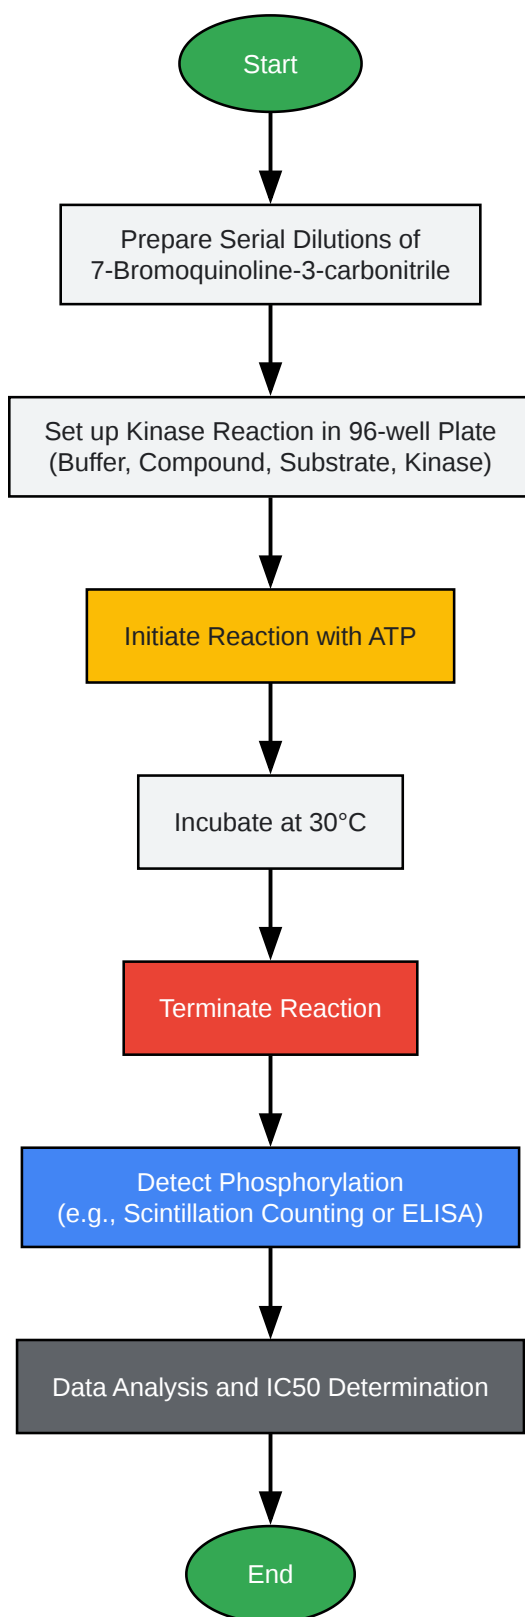 Start
Prepare Serial Dilutions of
7-Bromoquinoline-3-carbonitrile
Set up Kinase Reaction in 96-well Plate
(Buffer, Compound, Substrate, Kinase)
Initiate Reaction with ATP
Incubate at 30°C
Terminate Reaction
Detect Phosphorylation
(e.g., Scintillation Counting or ELISA)
Data Analysis and IC50 Determination
End